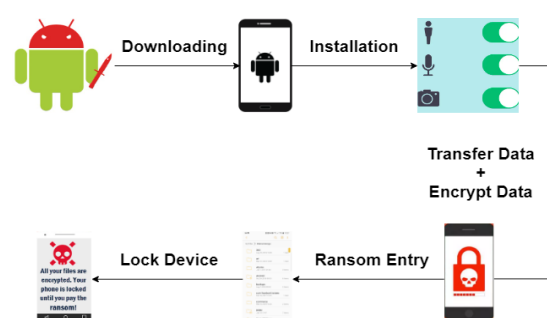 Downloading
Installation
Transfer Data
+
Encrypt Data
Ransom Entry
Lock Device
All your files are
encrypted. Your
phone is locked
until you pay the
ransom!